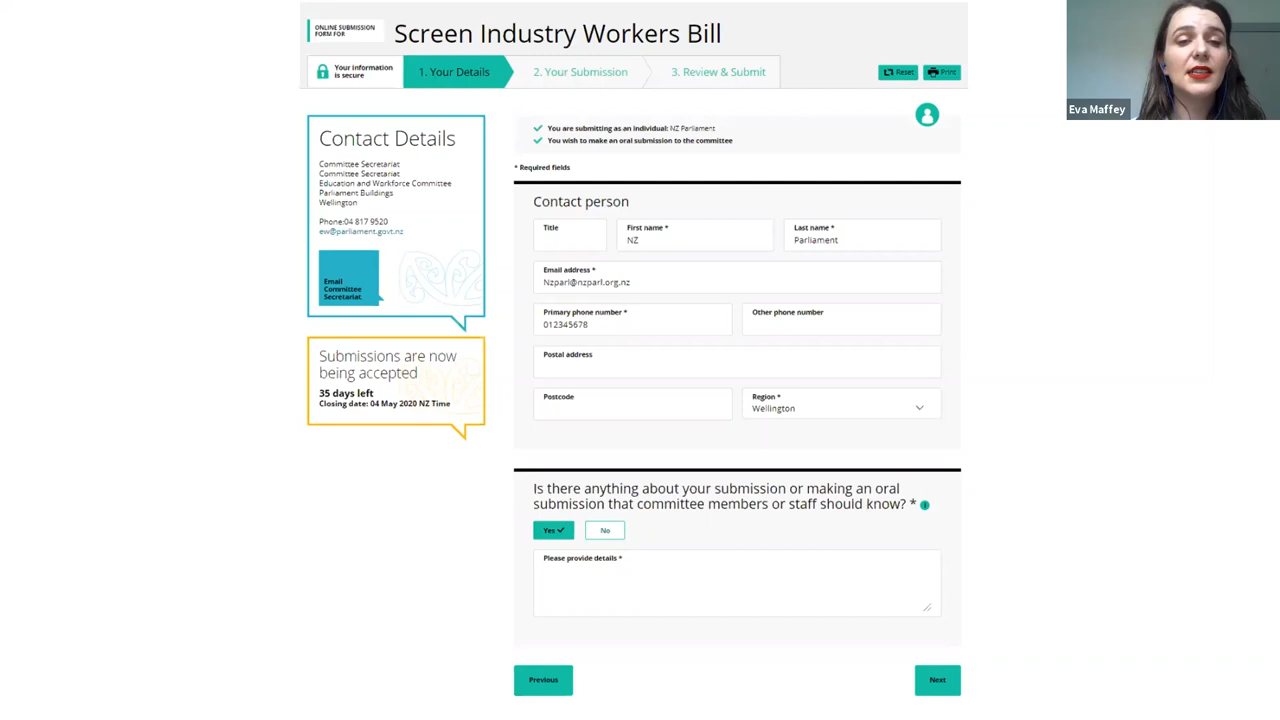 ONLINE SUBMISSION
FORM FOR
Screen Industry Workers Bill
Your information
is secure
1. Your Details
2. Your Submission
3. Review & Submit
Reset
Print
Eva Maffey
Contact Details
Committee Secretariat
Committee Secretariat
Education and Workforce Committee
Parliament Buildings
Wellington
Phone:04 817 9520
ew@parliament.govt.nz
Email
Committee
Secretariat
Submissions are now
being accepted
35 days left
Closing date: 04 May 2020 NZ Time
You are submitting as an individual: NZ Parliament
You wish to make an oral submission to the committee
* Required fields
Contact person
Title
First name *
NZ
Last name *
Parliament
Email address *
Nzparl@nzparl.org.nz
Primary phone number *
012345678
Other phone number
Postal address
Postcode
Region *
Wellington
Is there anything about your submission or making an oral
submission that committee members or staff should know? *
Yes
No
Please provide details *
Previous
Next